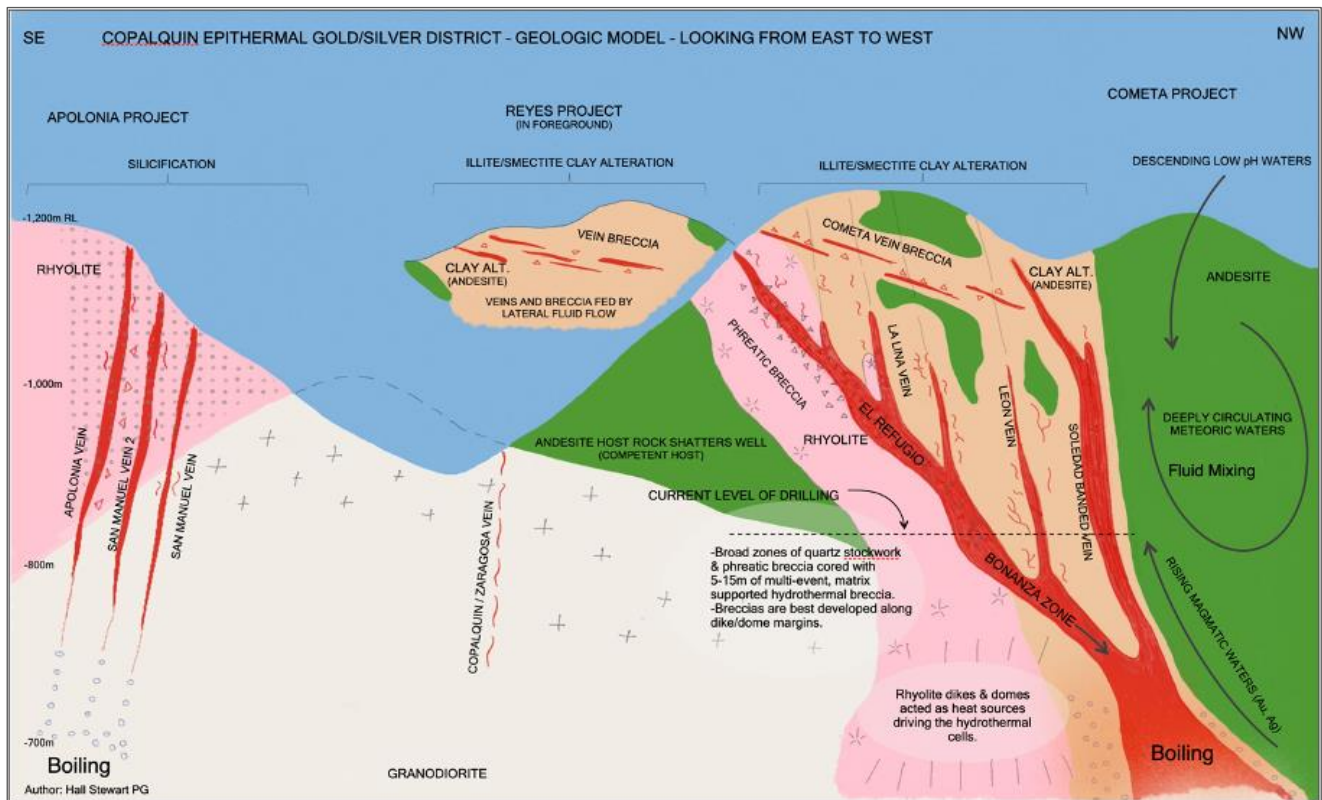 SE
COPALQUIN EPITHERMAL GOLD/SILVER DISTRICT - GEOLOGIC MODEL - LOOKING FROM EAST TO WEST
NW
APOLONIA PROJECT
REYES PROJECT
(IN FOREGROUND)
COMETA PROJECT
SILICIFICATION
ILLITE/SMECTITE CLAY ALTERATION
ILLITE/SMECTITE CLAY ALTERATION
DESCENDING LOW pH WATERS
-1,200m RL
RHYOLITE
VEIN BRECCIA
CLAY ALT.
(ANDESITE)
VEINS AND BRECCIA FED BY
LATERAL FLUID FLOW
COMETA VEIN BRECCIA
CLAY ALT.
(ANDESITE)
ANDESITE
-1,000m
PHREATIC BRECCIA
LA LINA VEIN
EL REFUGIO
RHYOLITE
LEON VEIN
SOLEDAD BANDED VEIN
DEEPLY CIRCULATING
METEORIC WATERS
Fluid Mixing
APOLONIA VEIN
SAN MANUEL VEIN 2
SAN MANUEL VEIN
ANDESITE HOST ROCK SHATTERS WELL
(COMPETENT HOST)
CURRENT LEVEL OF DRILLING
-800m
COPALQUIN / ZARAGOSA VEIN
-Broad zones of quartz stockwork
& phreatic breccia cored with
5-15m of multi-event, matrix
supported hydrothermal breccia.
-Breccias are best developed along
dike/dome margins.
BONANZA ZONE
RISING MAGMATIC WATERS (Au, Ag)
Rhyolite dikes & domes
acted as heat sources
driving the hydrothermal
cells.
-700m
Boiling
Boiling
GRANODIORITE
Author: Hall Stewart PG